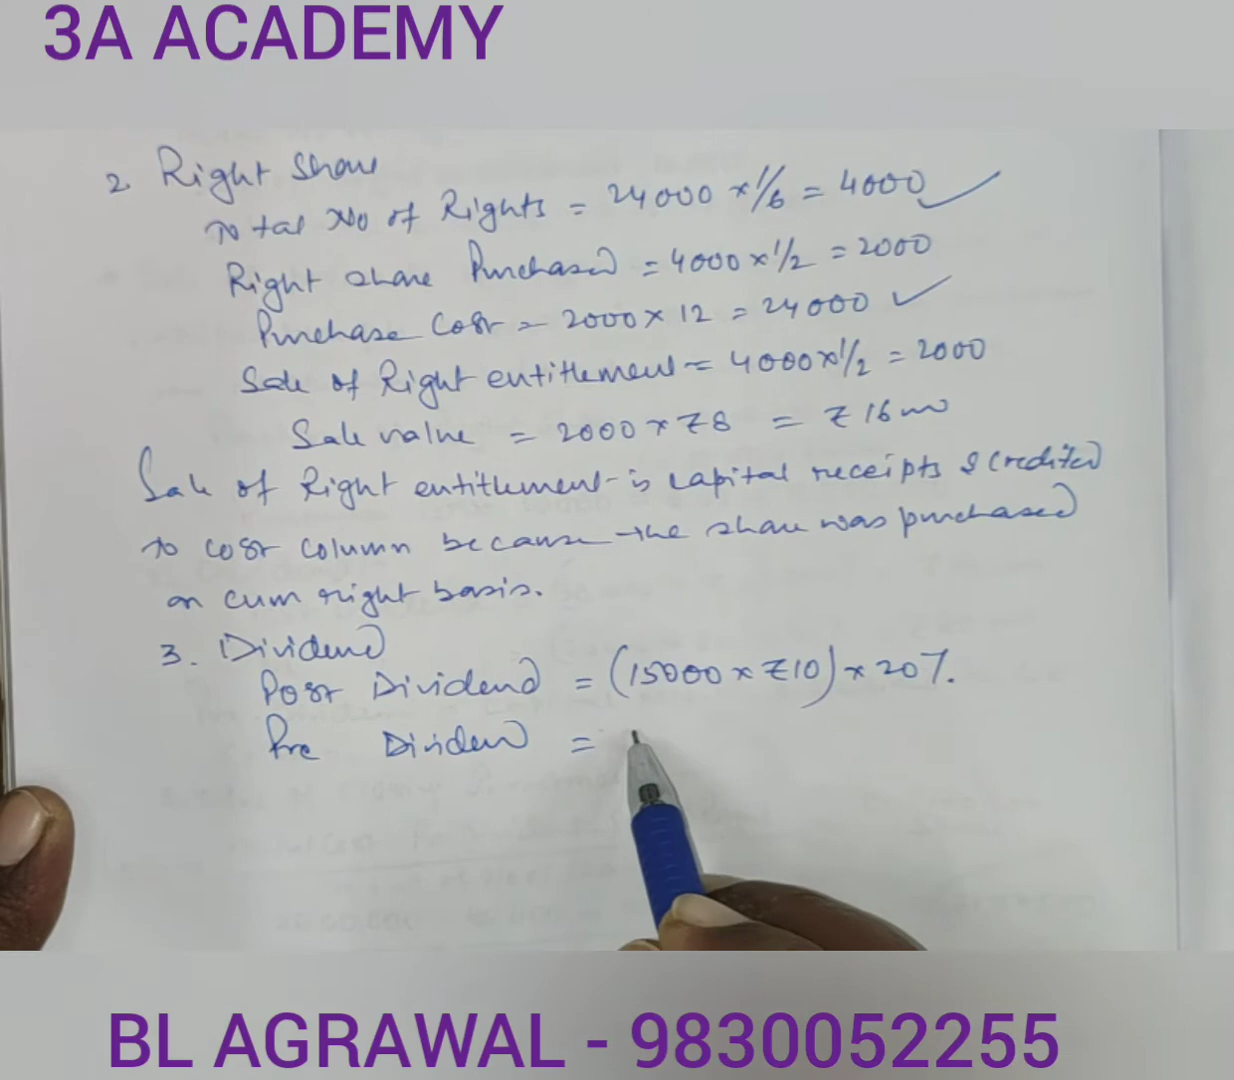 3A ACADEMY
2. Right Share
Total No of Rights = 24000 x 1/6 = 4000 ✓
Right share Purchased = 4000 x 1/2 = 2000
Purchase Cost = 2000 x 12 = 24000 ✓
Sale of Right entitlement = 4000 x 1/2 = 2000
Sale value = 2000 x ₹8 = ₹16000
Sale of Right entitlement is capital receipts & credited
to cost column because the share was purchased
on cum right basis.
3. Dividend
Post Dividend = (15000 x ₹10) x 20%.
Pre Dividend =
BL AGRAWAL - 9830052255